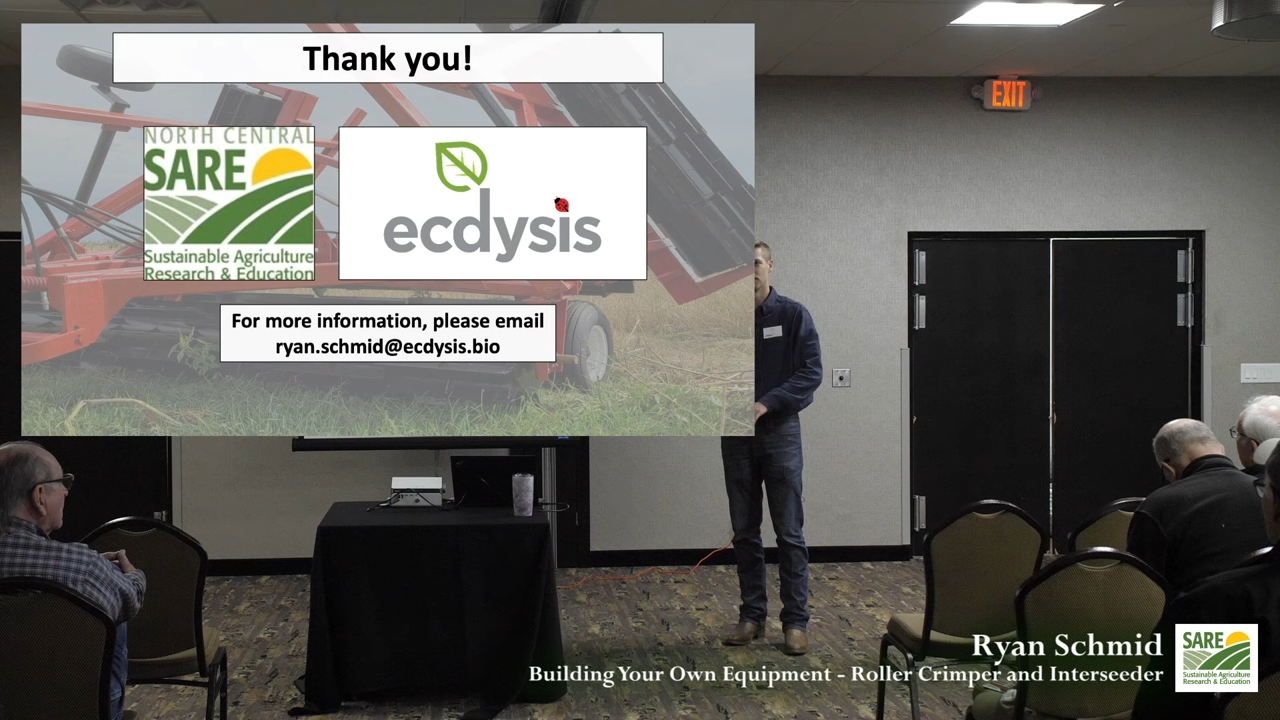 Thank you!
NORTH CENTRAL
SARE
Sustainable Agriculture
Research & Education
ecdysis
For more information, please email
ryan.schmid@ecdysis.bio
EXIT
Ryan Schmid
Building Your Own Equipment - Roller Crimper and Interseeder
SARE
Sustainable Agriculture
Research & Education